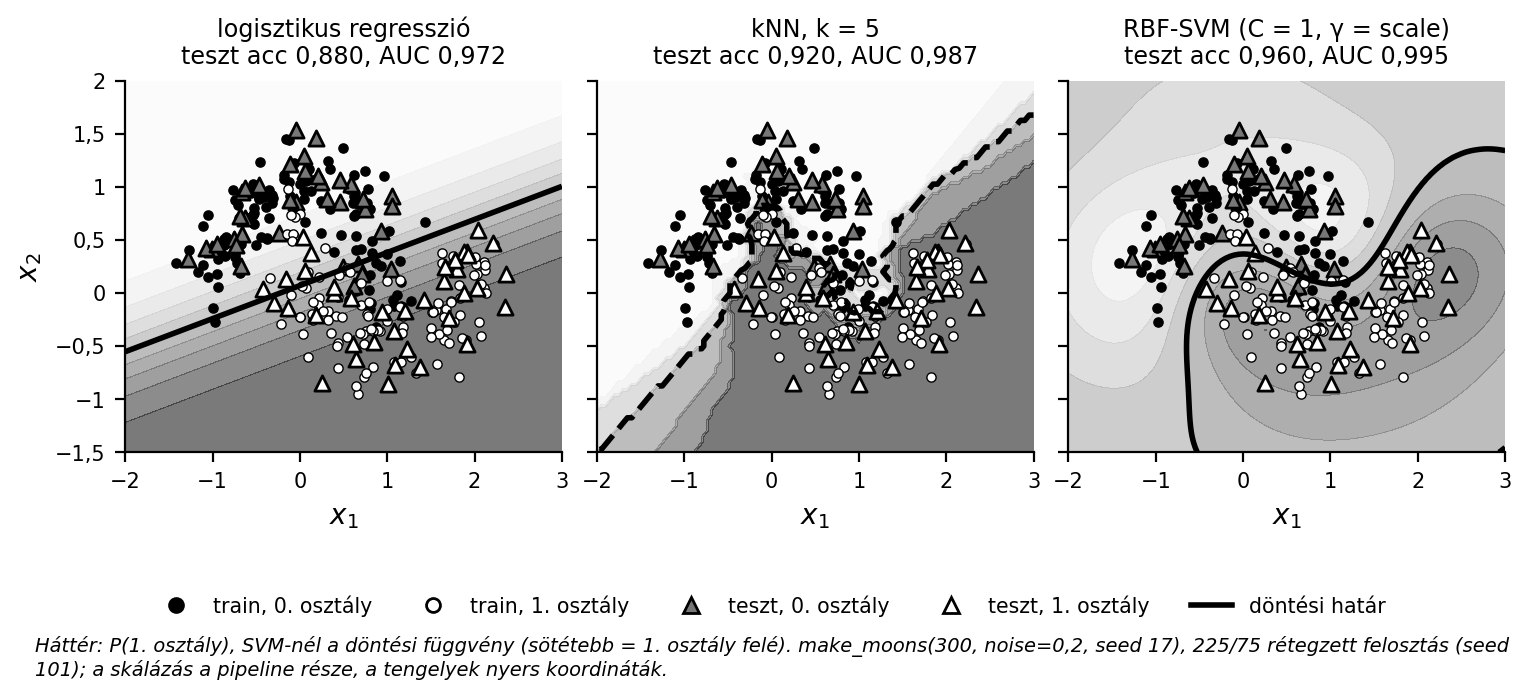 logisztikus regresszió
teszt acc 0,880, AUC 0,972
kNN, k = 5
teszt acc 0,920, AUC 0,987
RBF-SVM (C = 1, γ = scale)
teszt acc 0,960, AUC 0,995
2
1,5
1
0,5
0
−0,5
−1
−1,5
x₂
−2 −1 0 1 2 3
x₁
−2 −1 0 1 2 3
x₁
−2 −1 0 1 2 3
x₁
train, 0. osztály
train, 1. osztály
teszt, 0. osztály
teszt, 1. osztály
döntési határ
Háttér: P(1. osztály), SVM-nél a döntési függvény (sötétebb = 1. osztály felé). make_moons(300, noise=0,2, seed 17), 225/75 rétegzett felosztás (seed
101); a skálázás a pipeline része, a tengelyek nyers koordináták.